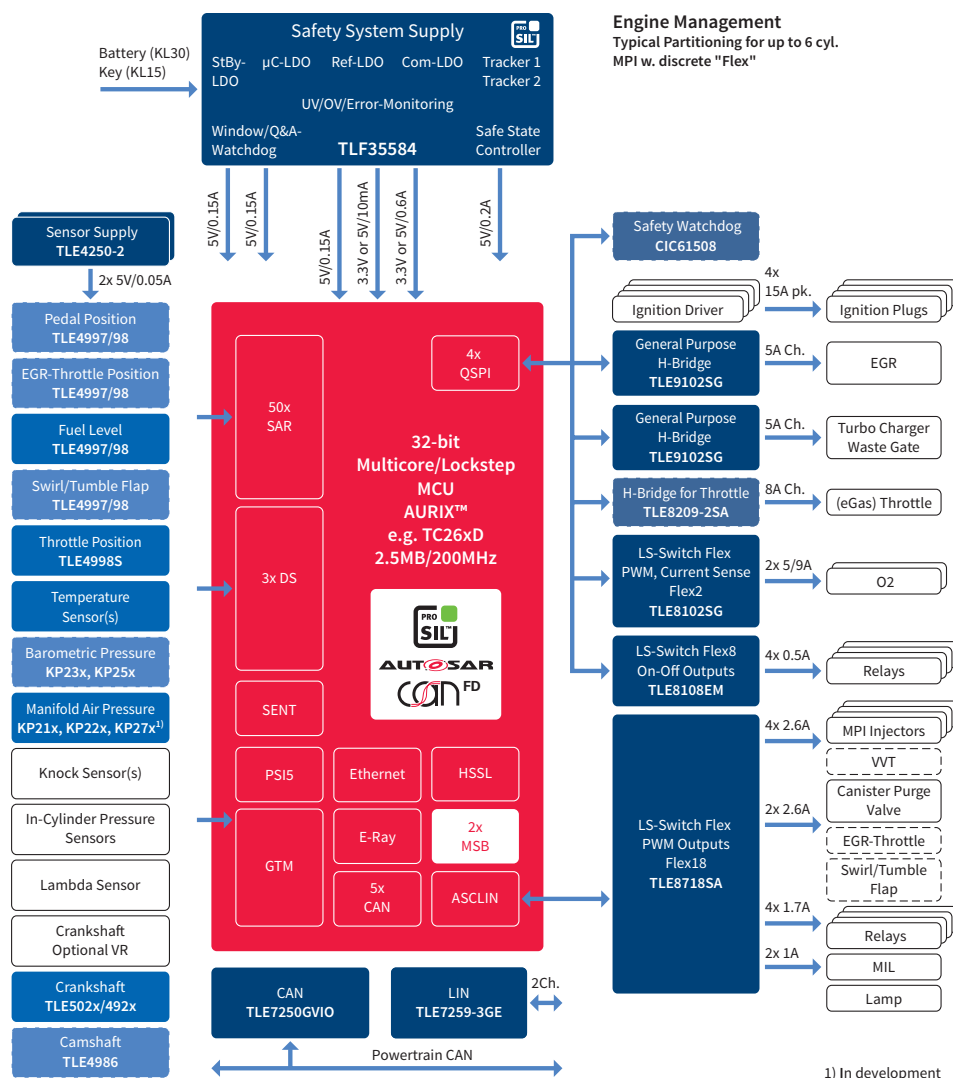 Engine Management
Typical Partitioning for up to 6 cyl.
MPI w. discrete "Flex"
Battery (KL30)
Key (KL15)
Safety System Supply
PRO
SIL™
StBy-
LDO
µC-LDO
Ref-LDO
Com-LDO
Tracker 1
Tracker 2
UV/OV/Error-Monitoring
Window/Q&A-
Watchdog
TLF35584
Safe State
Controller
5V/0.15A
5V/0.15A
5V/0.15A
3.3V or 5V/10mA
3.3V or 5V/0.6A
5V/0.2A
Sensor Supply
TLE4250-2
2x 5V/0.05A
Pedal Position
TLE4997/98
EGR-Throttle Position
TLE4997/98
Fuel Level
TLE4997/98
Swirl/Tumble Flap
TLE4997/98
Throttle Position
TLE4998S
Temperature
Sensor(s)
Barometric Pressure
KP23x, KP25x
Manifold Air Pressure
KP21x, KP22x, KP27x1)
Knock Sensor(s)
In-Cylinder Pressure
Sensors
Lambda Sensor
Crankshaft
Optional VR
Crankshaft
TLE502x/492x
Camshaft
TLE4986
50x
SAR
3x DS
SENT
PSI5
GTM
4x
QSPI
32-bit
Multicore/Lockstep
MCU
AURIX™
e.g. TC26xD
2.5MB/200MHz
PRO
SIL™
AUTOSAR
CAN FD
Ethernet
HSSL
E-Ray
2x
MSB
5x
CAN
ASCLIN
CAN
TLE7250GVIO
LIN
TLE7259-3GE
2Ch.
Powertrain CAN
Safety Watchdog
CIC61508
Ignition Driver
4x
15A pk.
Ignition Plugs
General Purpose
H-Bridge
TLE9102SG
5A Ch.
EGR
General Purpose
H-Bridge
TLE9102SG
5A Ch.
Turbo Charger
Waste Gate
H-Bridge for Throttle
TLE8209-2SA
8A Ch.
(eGas) Throttle
LS-Switch Flex
PWM, Current Sense
Flex2
TLE8102SG
2x 5/9A
O2
LS-Switch Flex8
On-Off Outputs
TLE8108EM
4x 0.5A
Relays
LS-Switch Flex
PWM Outputs
Flex18
TLE8718SA
4x 2.6A
MPI Injectors
VVT
2x 2.6A
Canister Purge
Valve
EGR-Throttle
Swirl/Tumble
Flap
4x 1.7A
Relays
2x 1A
MIL
Lamp
1) In development